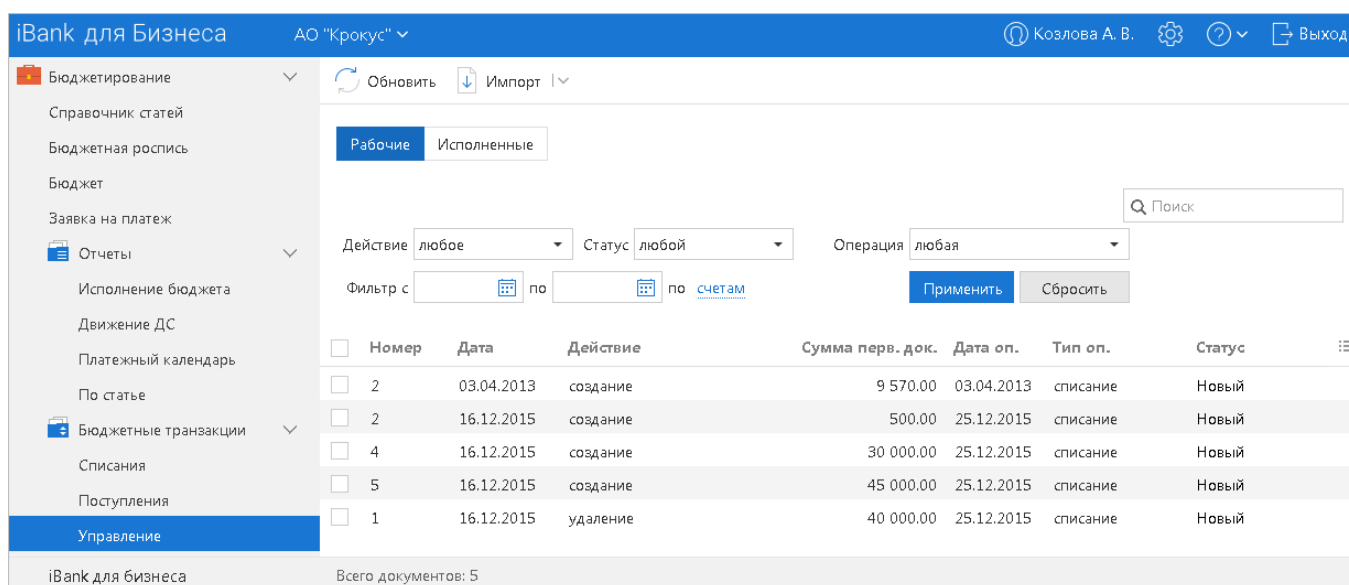 iBank для Бизнеса АО "Крокус" Козлова А. В. Выход
Бюджетирование
Справочник статей
Бюджетная роспись
Бюджет
Заявка на платеж
Отчеты
Исполнение бюджета
Движение ДС
Платежный календарь
По статье
Бюджетные транзакции
Списания
Поступления
Управление
iBank для бизнеса
Обновить Импорт
Рабочие Исполненные
Поиск
Действие любое Статус любой Операция любая
Фильтр с по по счетам Применить Сбросить
Номер Дата Действие Сумма перв. док. Дата оп. Тип оп. Статус
2 03.04.2013 создание 9 570.00 03.04.2013 списание Новый
2 16.12.2015 создание 500.00 25.12.2015 списание Новый
4 16.12.2015 создание 30 000.00 25.12.2015 списание Новый
5 16.12.2015 создание 45 000.00 25.12.2015 списание Новый
1 16.12.2015 удаление 40 000.00 25.12.2015 списание Новый
Всего документов: 5